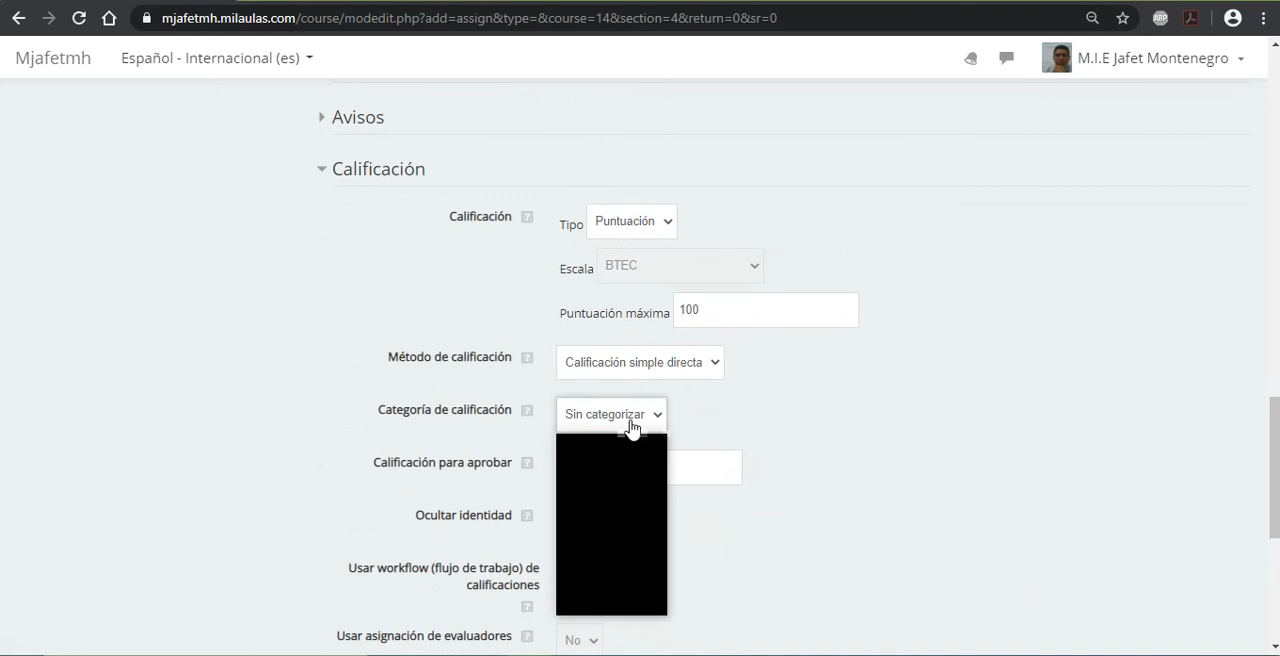 mjafetmh.milaulas.com/course/modedit.php?add=assign&type=&course=14&section=4&return=0&sr=0
ABP
Mjafetmh Español - Internacional (es) M.I.E Jafet Montenegro
Avisos
Calificación
Calificación ? Tipo Puntuación
Escala BTEC
Puntuación máxima 100
Método de calificación ? Calificación simple directa
Categoría de calificación ? Sin categorizar
Calificación para aprobar ?
Ocultar identidad ?
Usar workflow (flujo de trabajo) de
calificaciones
?
Usar asignación de evaluadores ? No